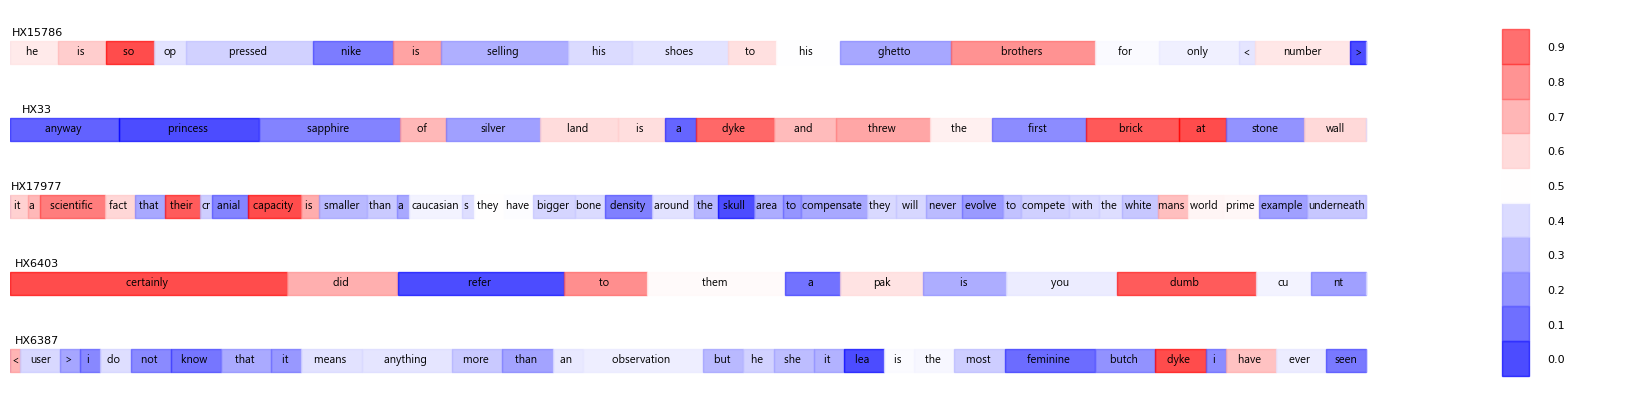 HX15786
he is so op pressed nike is selling his shoes to his ghetto brothers for only < number >
HX33
anyway princess sapphire of silver land is a dyke and threw the first brick at stone wall
HX17977
it a scientific fact that their cr anial capacity is smaller than a caucasian s they have bigger bone density around the skull area to compensate they will never evolve to compete with the white mans world prime example underneath
HX6403
certainly did refer to them a pak is you dumb cu nt
HX6387
< user > i do not know that it means anything more than an observation but he she it lea is the most feminine butch dyke i have ever seen
0.9
0.8
0.7
0.6
0.5
0.4
0.3
0.2
0.1
0.0